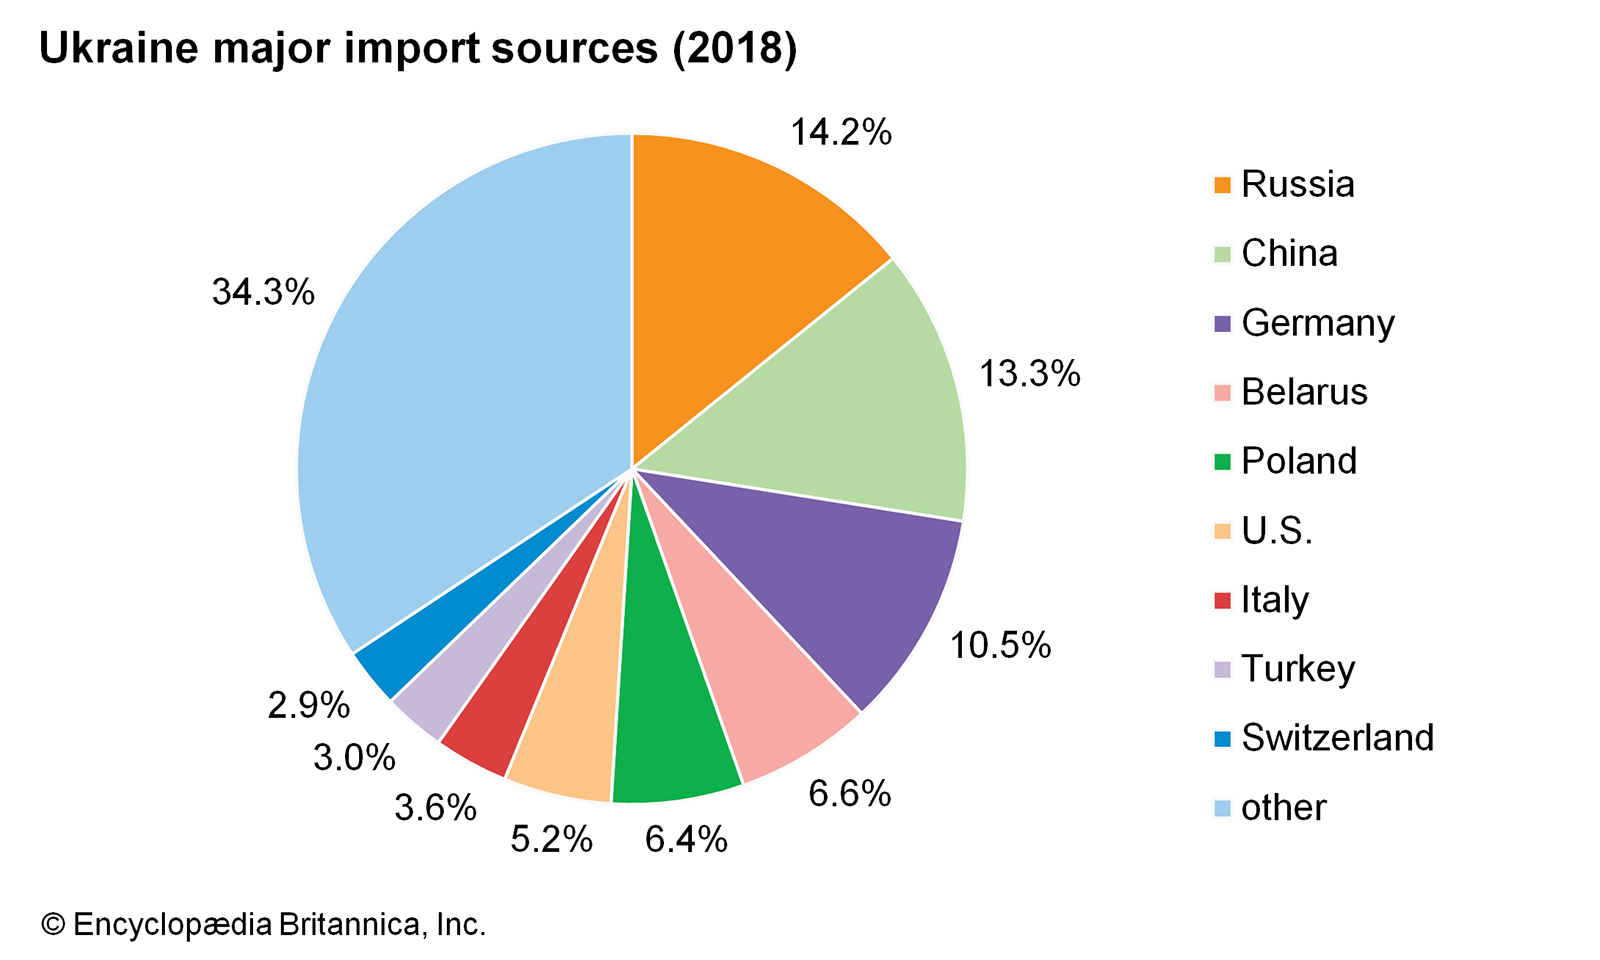 Ukraine major import sources (2018)
14.2%
13.3%
10.5%
6.6%
6.4%
5.2%
3.6%
3.0%
2.9%
34.3%
Russia
China
Germany
Belarus
Poland
U.S.
Italy
Turkey
Switzerland
other
© Encyclopædia Britannica, Inc.